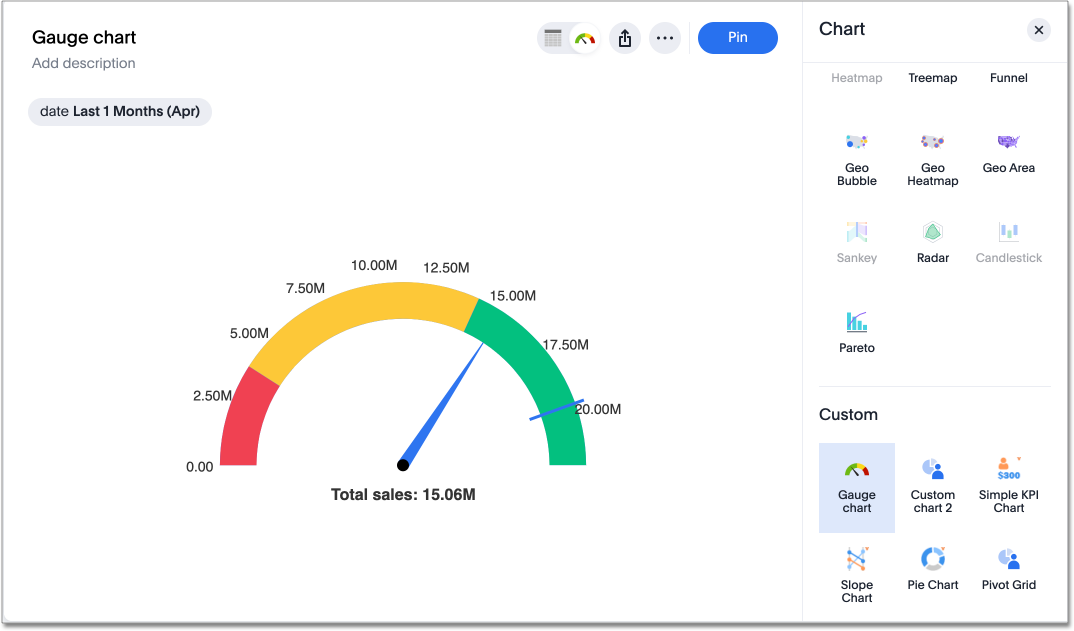 Gauge chart
Add description
Pin
date Last 1 Months (Apr)
0.00
2.50M
5.00M
7.50M
10.00M
12.50M
15.00M
17.50M
20.00M
Total sales: 15.06M
Chart
Heatmap
Treemap
Funnel
Geo
Bubble
Geo
Heatmap
Geo Area
Sankey
Radar
Candlestick
Pareto
Custom
Gauge
chart
Custom
chart 2
$300
Simple KPI
Chart
Slope
Chart
Pie Chart
Pivot Grid